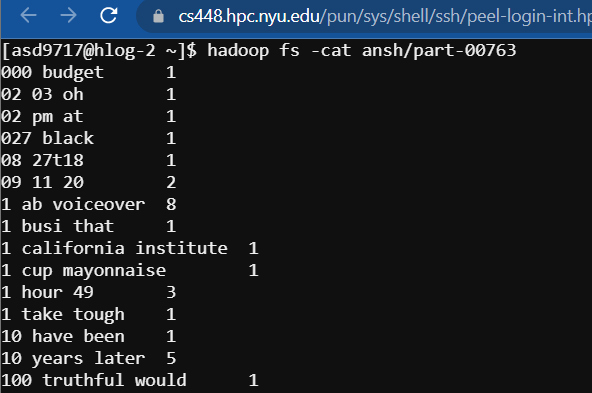 cs448.hpc.nyu.edu/pun/sys/shell/ssh/peel-login-int.hp
[asd9717@hlog-2 ~]$ hadoop fs -cat ansh/part-00763
000 budget 1
02 03 oh 1
02 pm at 1
027 black 1
08 27t18 1
09 11 20 2
1 ab voiceover 8
1 busi that 1
1 california institute 1
1 cup mayonnaise 1
1 hour 49 3
1 take tough 1
10 have been 1
10 years later 5
100 truthful would 1